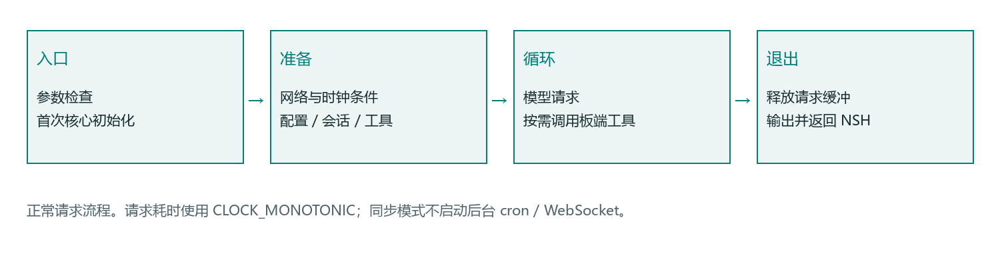 入口
参数检查
首次核心初始化
→
准备
网络与时钟条件
配置 / 会话 / 工具
→
循环
模型请求
按需调用板端工具
→
退出
释放请求缓冲
输出并返回 NSH
正常请求流程。请求耗时使用 CLOCK_MONOTONIC；同步模式不启动后台 cron / WebSocket。